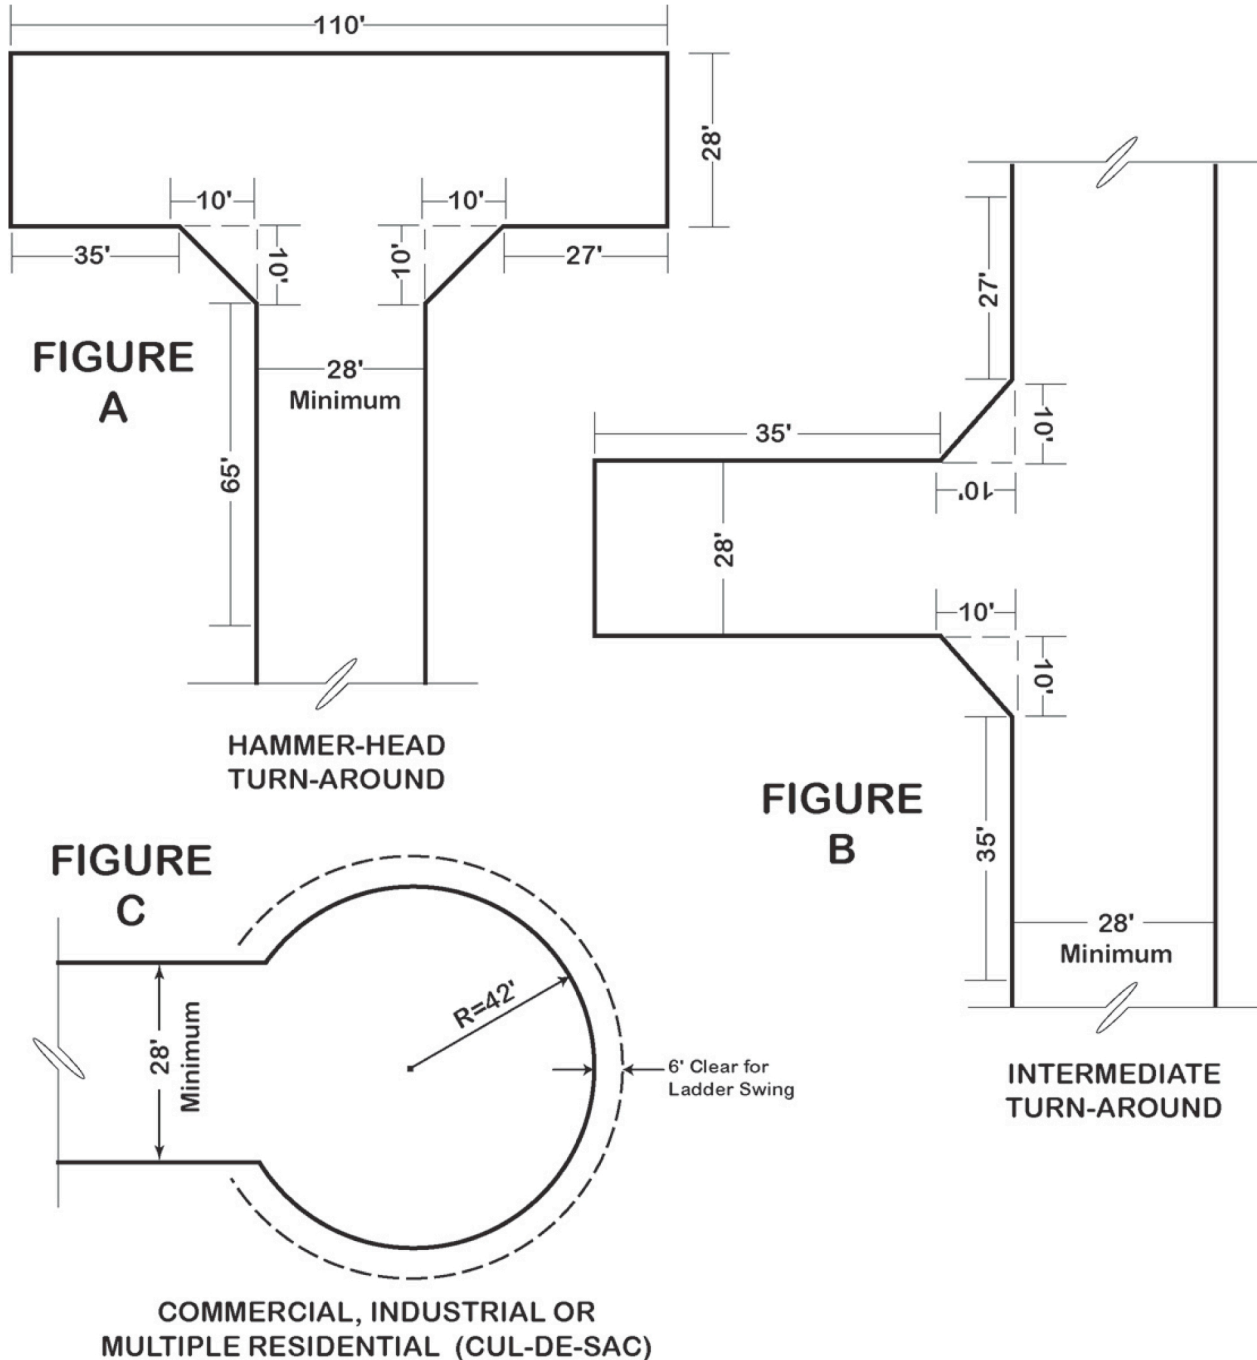 110'
28'
10'
10'
35'
10'
10'
27'
FIGURE
A
28'
Minimum
65'
HAMMER-HEAD
TURN-AROUND
27'
10'
35'
10'
28'
10'
10'
35'
FIGURE
B
28'
Minimum
INTERMEDIATE
TURN-AROUND
FIGURE
C
28'
Minimum
R=42'
6' Clear for
Ladder Swing
COMMERCIAL, INDUSTRIAL OR
MULTIPLE RESIDENTIAL (CUL-DE-SAC)